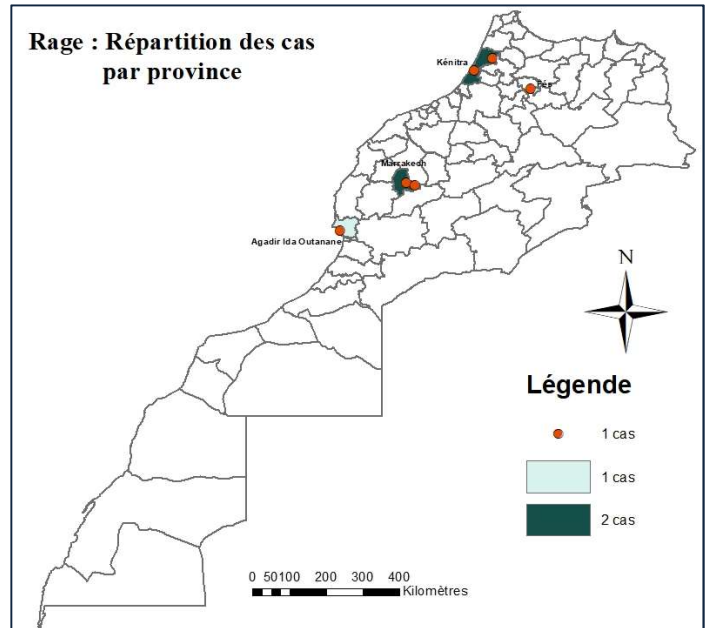 Rage : Répartition des cas
par province
Kénitra
Fès
Marrakesh
Agadir Ida Outanane
N
Légende
1 cas
1 cas
2 cas
0 50100 200 300 400
Kilomètres